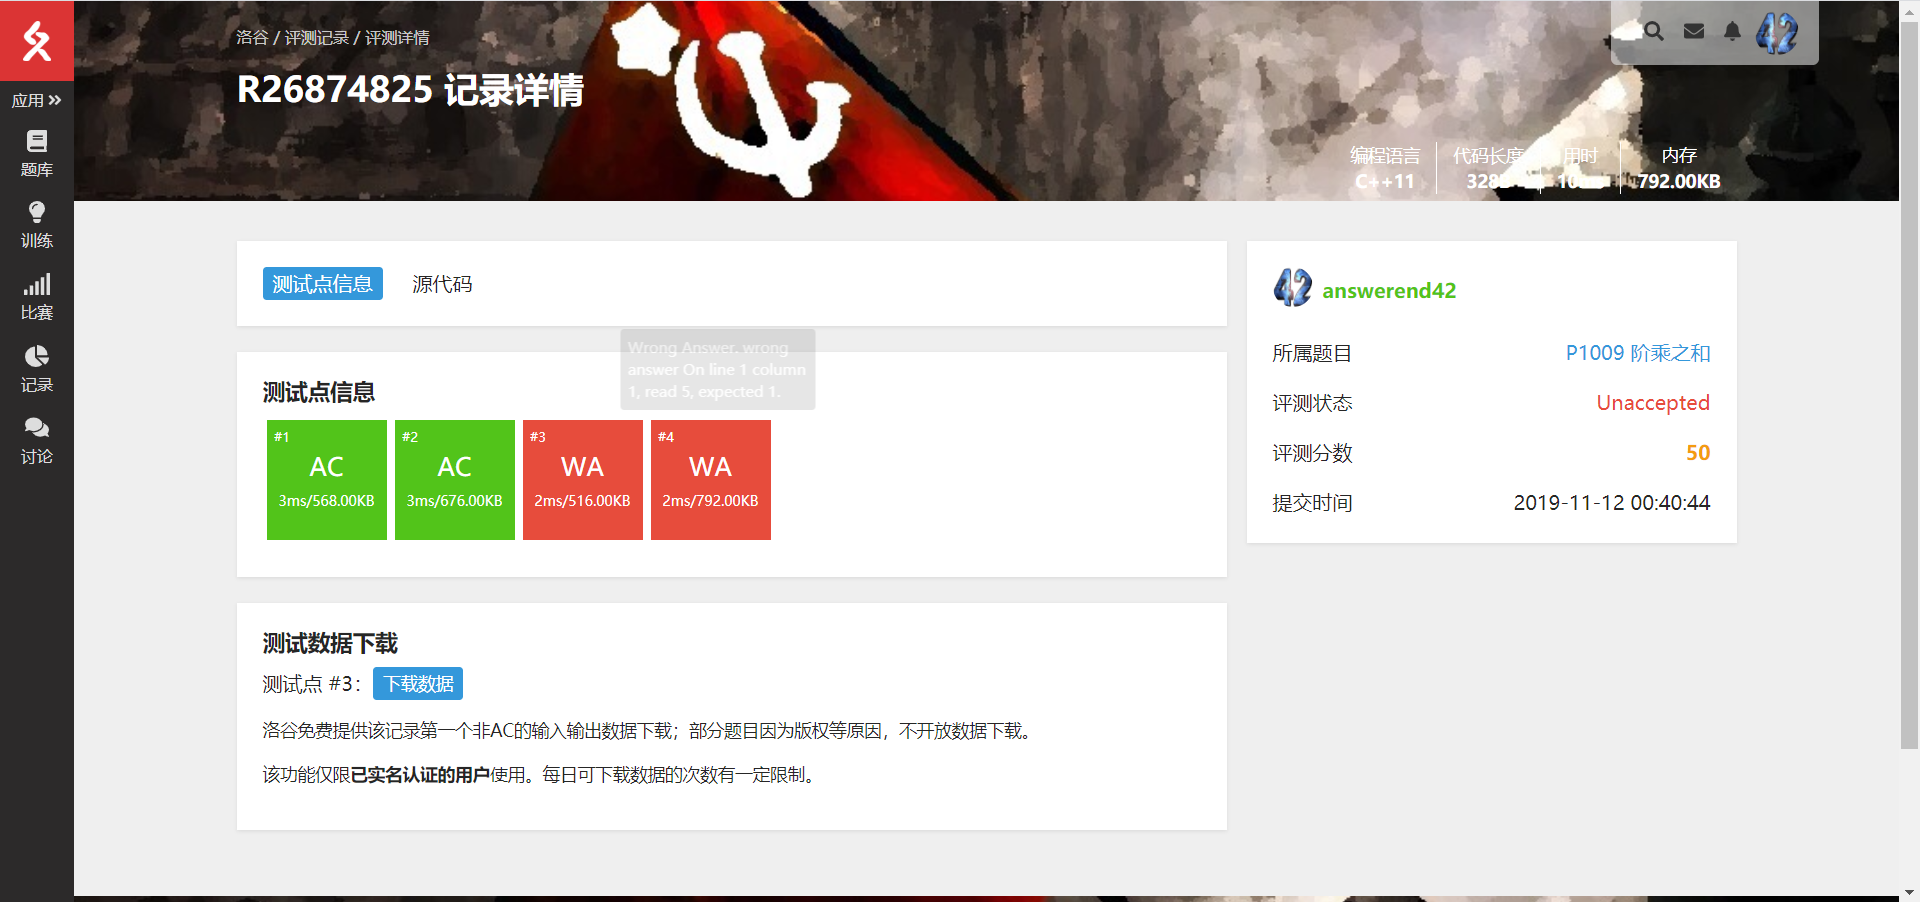 洛谷 / 评测记录 / 评测详情
R26874825 记录详情
编程语言
C++11
代码长度
用时
内存
792.00KB
应用
题库
训练
比赛
记录
讨论
测试点信息 源代码
Wrong Answer. wrong
answer On line 1 column
1, read 5, expected 1.
测试点信息
#1
AC
3ms/568.00KB
#2
AC
3ms/676.00KB
#3
WA
2ms/516.00KB
#4
WA
2ms/792.00KB
测试数据下载
测试点 #3： 下载数据
洛谷免费提供该记录第一个非AC的输入输出数据下载；部分题目因为版权等原因，不开放数据下载。
该功能仅限已实名认证的用户使用。每日可下载数据的次数有一定限制。
42
42 answerend42
所属题目 P1009 阶乘之和
评测状态 Unaccepted
评测分数 50
提交时间 2019-11-12 00:40:44